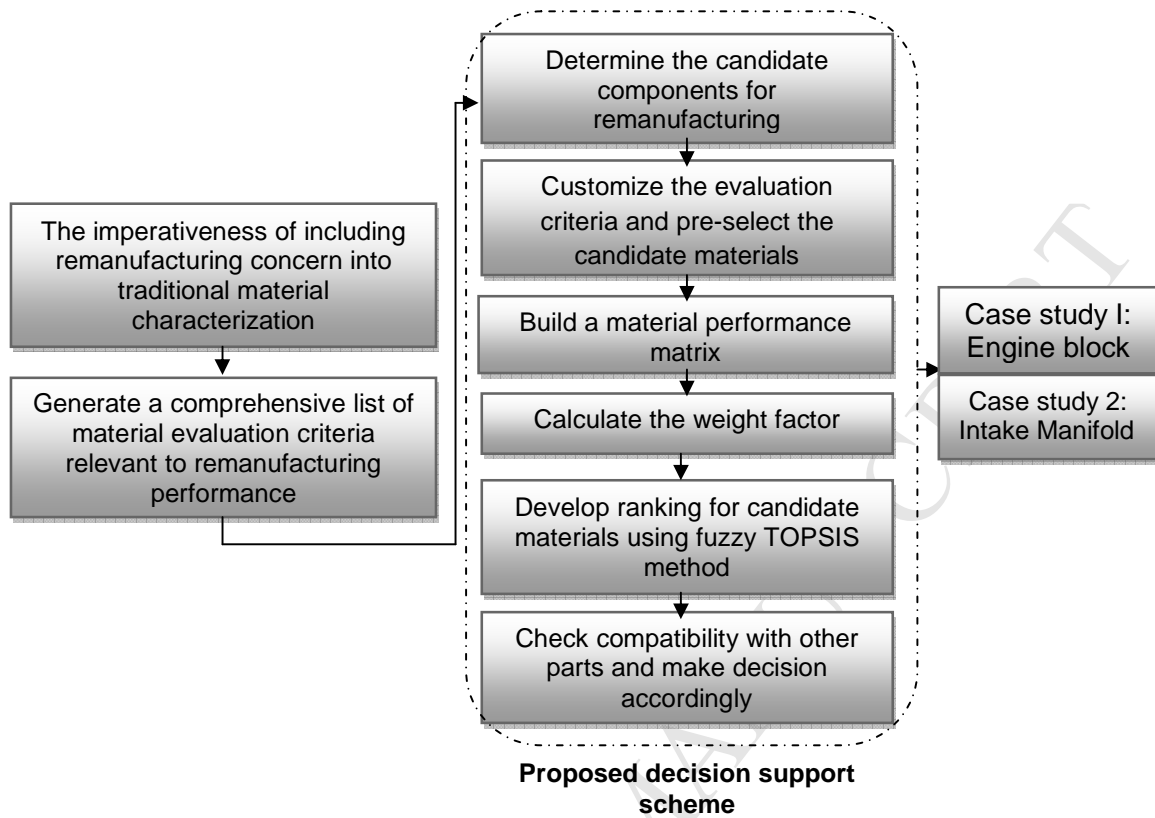 The imperativeness of including
remanufacturing concern into
traditional material
characterization
Generate a comprehensive list of
material evaluation criteria
relevant to remanufacturing
performance
Determine the candidate
components for
remanufacturing
Customize the evaluation
criteria and pre-select the
candidate materials
Build a material performance
matrix
Calculate the weight factor
Develop ranking for candidate
materials using fuzzy TOPSIS
method
Check compatibility with other
parts and make decision
accordingly
Proposed decision support
scheme
Case study I:
Engine block
Case study 2:
Intake Manifold